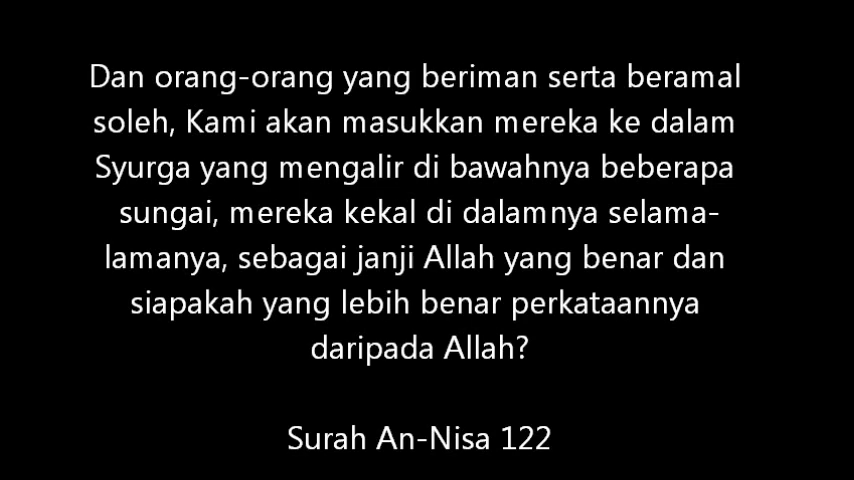 Dan orang-orang yang beriman serta beramal
soleh, Kami akan masukkan mereka ke dalam
Syurga yang mengalir di bawahnya beberapa
sungai, mereka kekal di dalamnya selama-
lamanya, sebagai janji Allah yang benar dan
siapakah yang lebih benar perkataannya
daripada Allah?
Surah An-Nisa 122